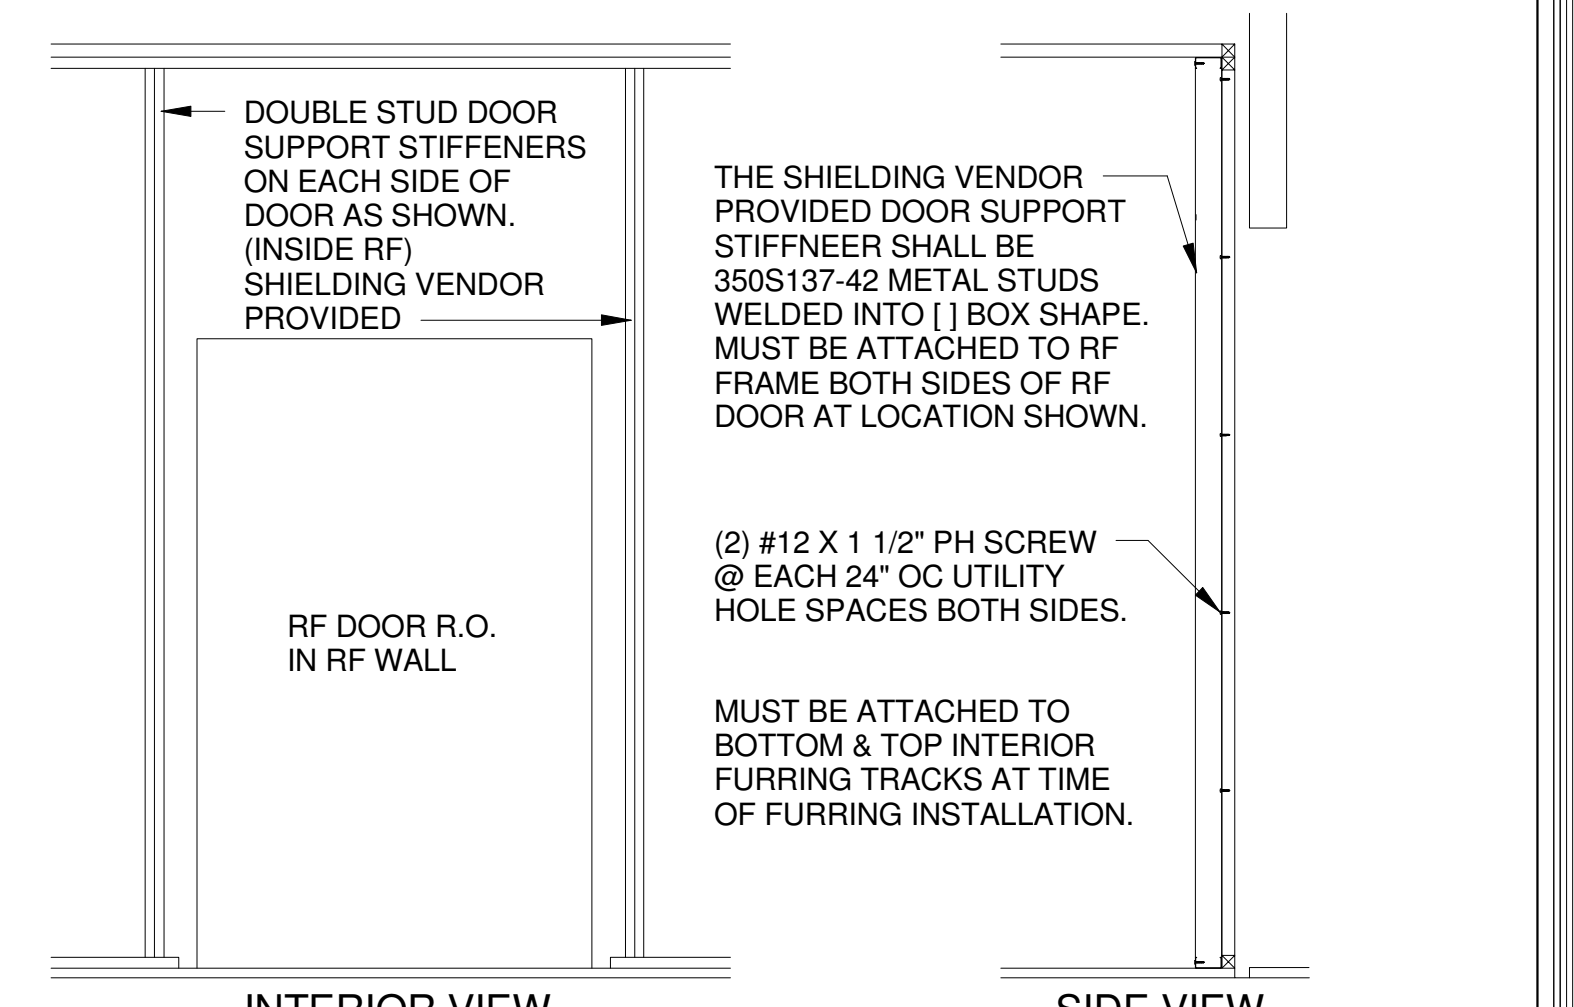 DOUBLE STUD DOOR
SUPPORT STIFFENERS
ON EACH SIDE OF
DOOR AS SHOWN.
(INSIDE RF)
SHIELDING VENDOR
PROVIDED
RF DOOR R.O.
IN RF WALL
INTERIOR VIEW
THE SHIELDING VENDOR
PROVIDED DOOR SUPPORT
STIFFNEER SHALL BE
350S137-42 METAL STUDS
WELDED INTO [ ] BOX SHAPE.
MUST BE ATTACHED TO RF
FRAME BOTH SIDES OF RF
DOOR AT LOCATION SHOWN.
(2) #12 X 1 1/2" PH SCREW
@ EACH 24" OC UTILITY
HOLE SPACES BOTH SIDES.
MUST BE ATTACHED TO
BOTTOM & TOP INTERIOR
FURRING TRACKS AT TIME
OF FURRING INSTALLATION.
SIDE VIEW